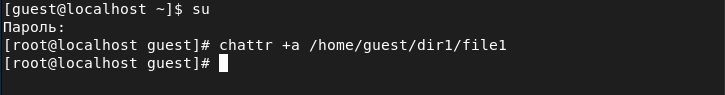 [guest@localhost ~]$ su
Пароль:
[root@localhost guest]# chattr +a /home/guest/dir1/file1
[root@localhost guest]#